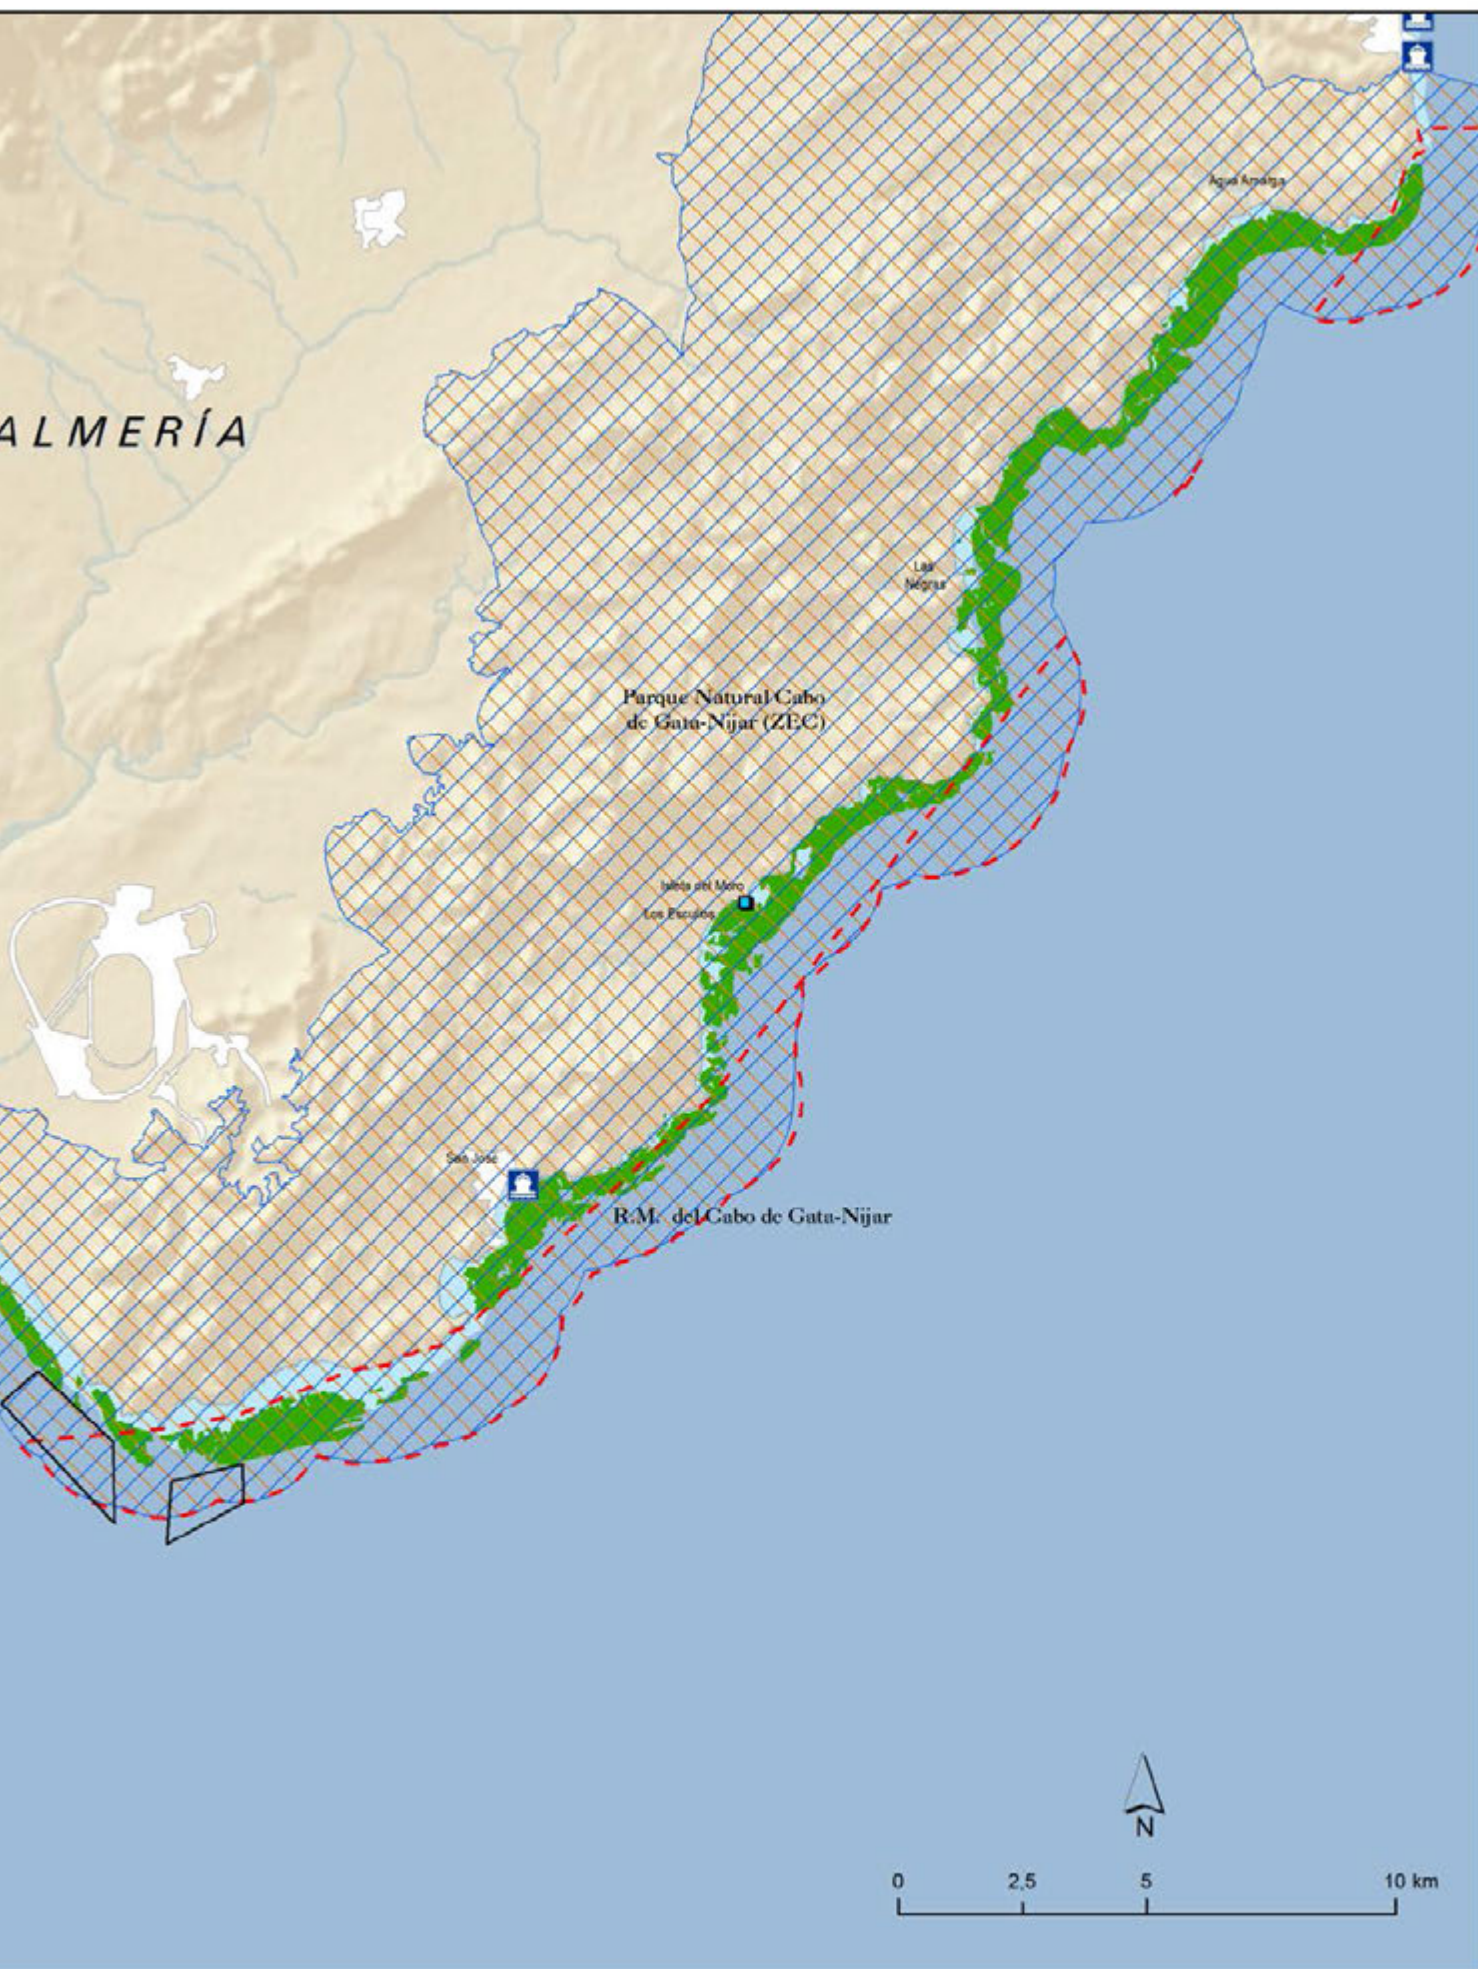 Agua Amarga
ALMERÍA
Las
Negras
Parque Natural Cabo
de Gata-Nijar (ZEC)
Isleta del Moro
Los Escullos
San José
R.M. del Cabo de Gata-Nijar
N
0 2,5 5 10 km